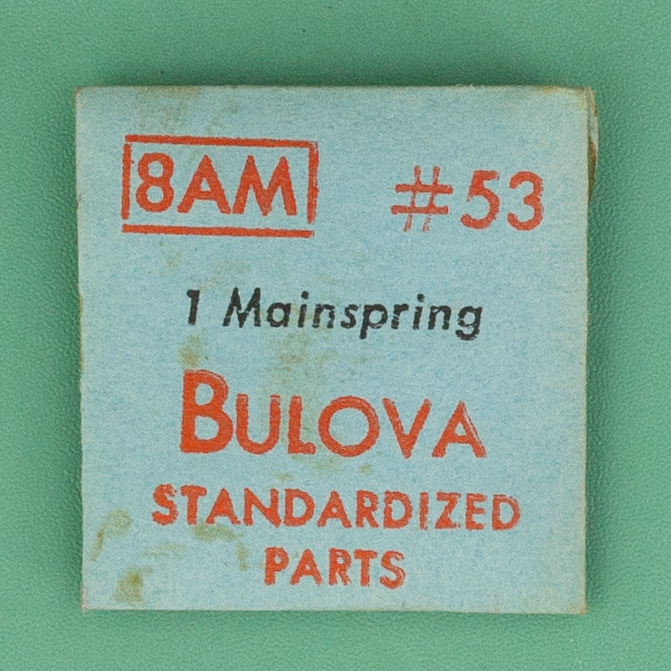 8AM #53
1 Mainspring
BULOVA
STANDARDIZED
PARTS